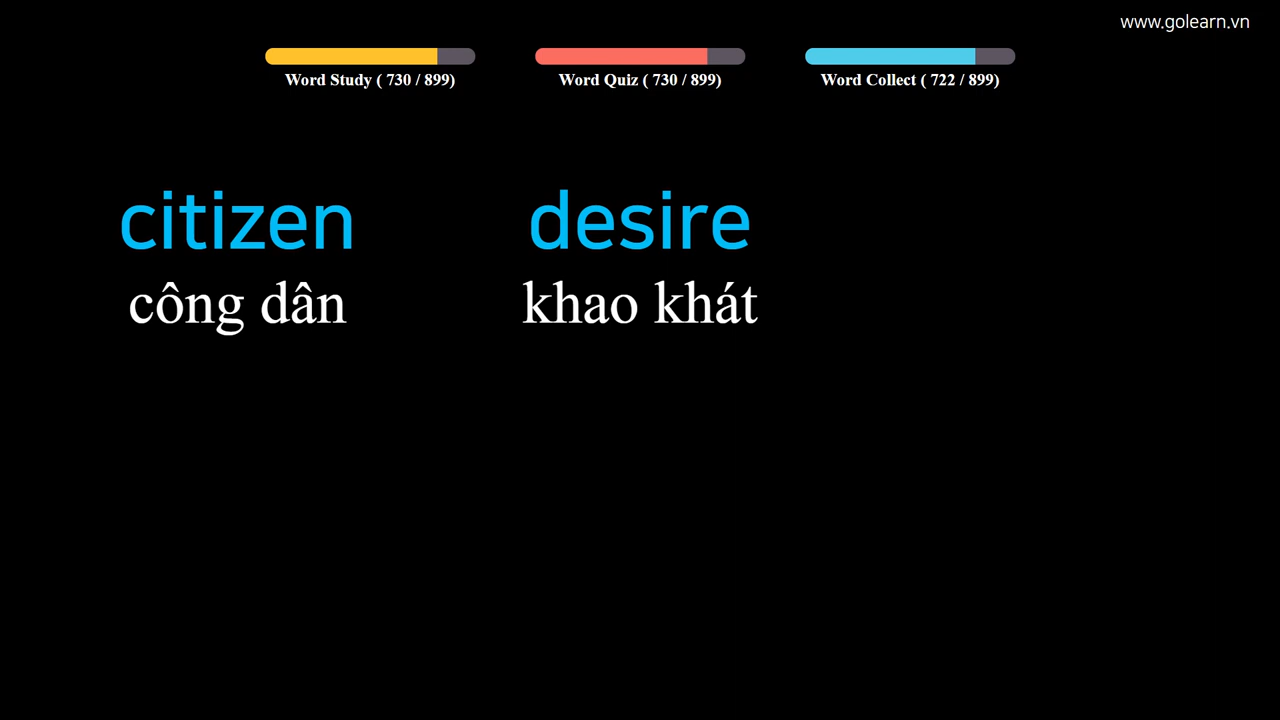 www.golearn.vn
Word Study ( 730 / 899)
Word Quiz ( 730 / 899)
Word Collect ( 722 / 899)
citizen
công dân
desire
khao khát